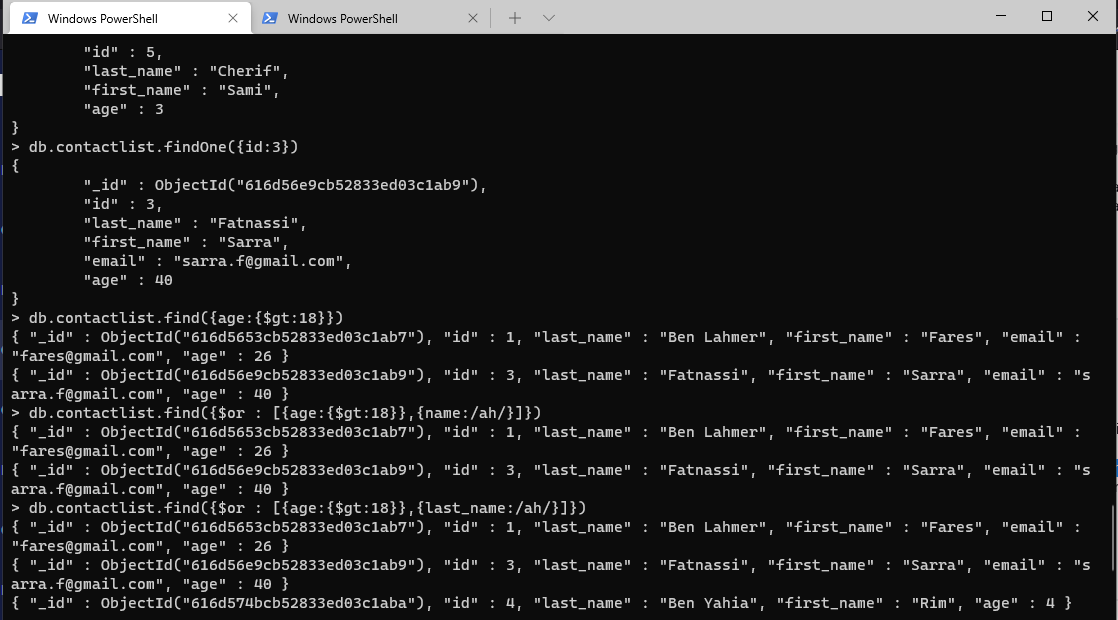 Windows PowerShell
Windows PowerShell
"id" : 5,
"last_name" : "Cherif",
"first_name" : "Sami",
"age" : 3
}
> db.contactlist.findOne({id:3})
{
"_id" : ObjectId("616d56e9cb52833ed03c1ab9"),
"id" : 3,
"last_name" : "Fatnassi",
"first_name" : "Sarra",
"email" : "sarra.f@gmail.com",
"age" : 40
}
> db.contactlist.find({age:{$gt:18}})
{ "_id" : ObjectId("616d5653cb52833ed03c1ab7"), "id" : 1, "last_name" : "Ben Lahmer", "first_name" : "Fares", "email" :
"fares@gmail.com", "age" : 26 }
{ "_id" : ObjectId("616d56e9cb52833ed03c1ab9"), "id" : 3, "last_name" : "Fatnassi", "first_name" : "Sarra", "email" : "s
arra.f@gmail.com", "age" : 40 }
> db.contactlist.find({$or : [{age:{$gt:18}},{name:/ah/}]})
{ "_id" : ObjectId("616d5653cb52833ed03c1ab7"), "id" : 1, "last_name" : "Ben Lahmer", "first_name" : "Fares", "email" :
"fares@gmail.com", "age" : 26 }
{ "_id" : ObjectId("616d56e9cb52833ed03c1ab9"), "id" : 3, "last_name" : "Fatnassi", "first_name" : "Sarra", "email" : "s
arra.f@gmail.com", "age" : 40 }
> db.contactlist.find({$or : [{age:{$gt:18}},{last_name:/ah/}]})
{ "_id" : ObjectId("616d5653cb52833ed03c1ab7"), "id" : 1, "last_name" : "Ben Lahmer", "first_name" : "Fares", "email" :
"fares@gmail.com", "age" : 26 }
{ "_id" : ObjectId("616d56e9cb52833ed03c1ab9"), "id" : 3, "last_name" : "Fatnassi", "first_name" : "Sarra", "email" : "s
arra.f@gmail.com", "age" : 40 }
{ "_id" : ObjectId("616d574bcb52833ed03c1aba"), "id" : 4, "last_name" : "Ben Yahia", "first_name" : "Rim", "age" : 4 }